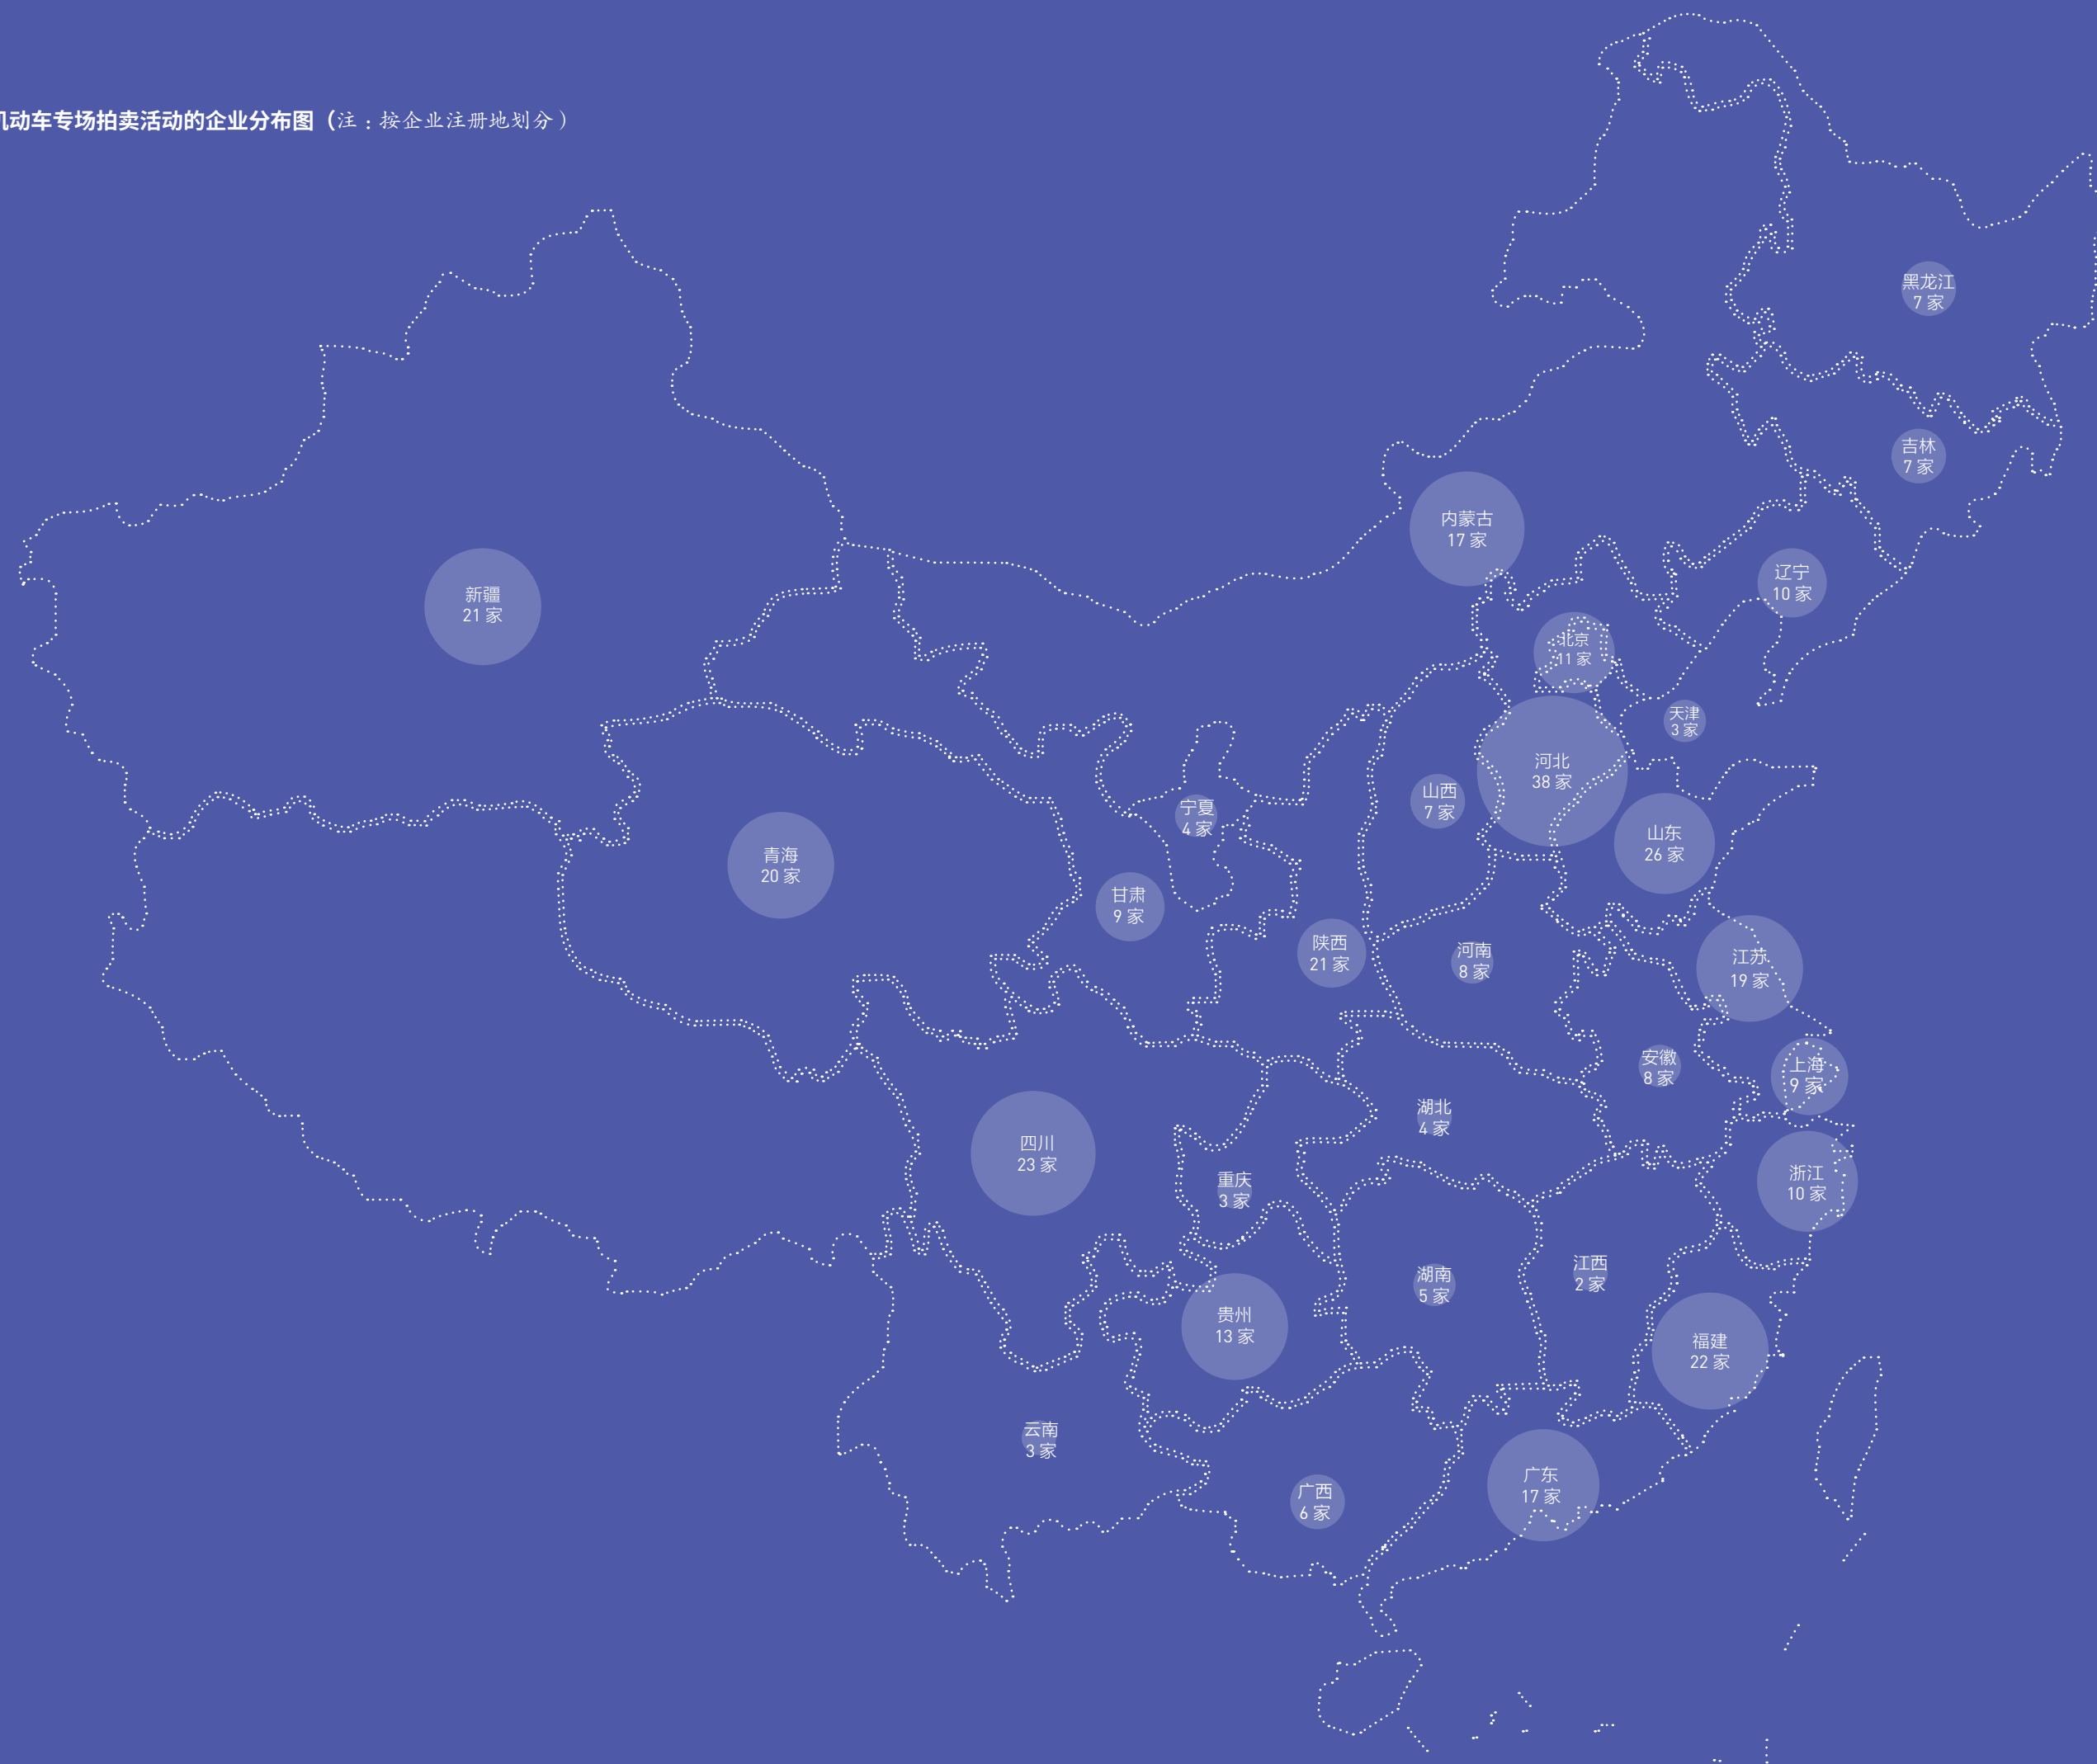 动车专场拍卖活动的企业分布图（注：按企业注册地划分）
黑龙江
7 家
吉林
7 家
内蒙古
17 家
辽宁
10 家
新疆
21 家
北京
11 家
天津
3 家
河北
38 家
山西
7 家
宁夏
4 家
山东
26 家
青海
20 家
甘肃
9 家
陕西
21 家
河南
8 家
江苏
19 家
安徽
8 家
上海
9 家
湖北
4 家
四川
23 家
重庆
3 家
浙江
10 家
江西
2 家
湖南
5 家
贵州
13 家
福建
22 家
云南
3 家
广东
17 家
广西
6 家